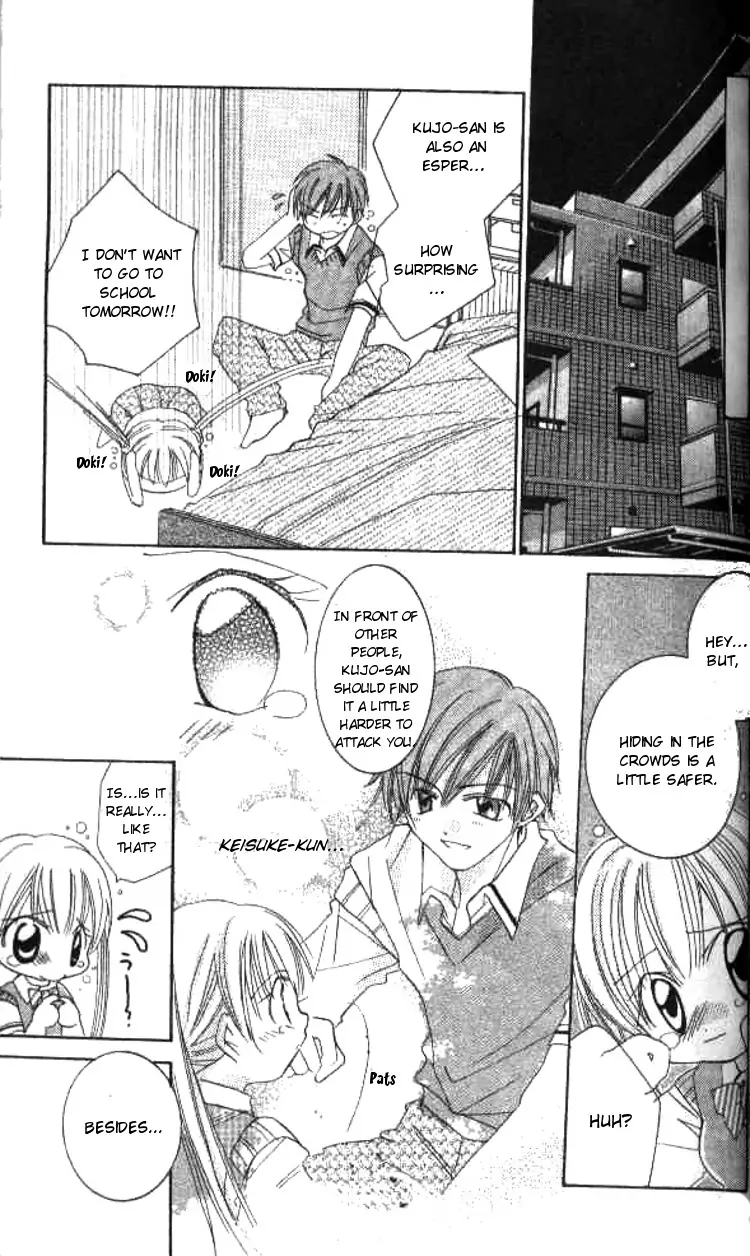 KUJO-SAN IS
ALSO AN
ESPER...
HOW
SURPRISING
...
I DON'T WANT
TO GO TO
SCHOOL
TOMORROW!!
Doki!
Doki!
Doki!
HEY...
BUT,
HIDING IN THE
CROWDS IS A
LITTLE SAFER.
HUH?
IN FRONT OF
OTHER
PEOPLE,
KUJO-SAN
SHOULD FIND
IT A LITTLE
HARDER TO
ATTACK YOU.
KEISUKE-KUN...
Pats
IS...IS IT
REALLY...
LIKE
THAT?
う〜
BESIDES...